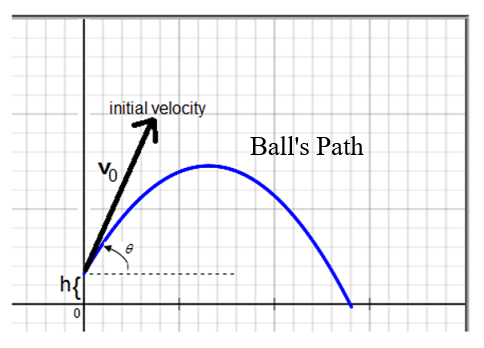 initial velocity
Ball's Path
v0
θ
h{
0